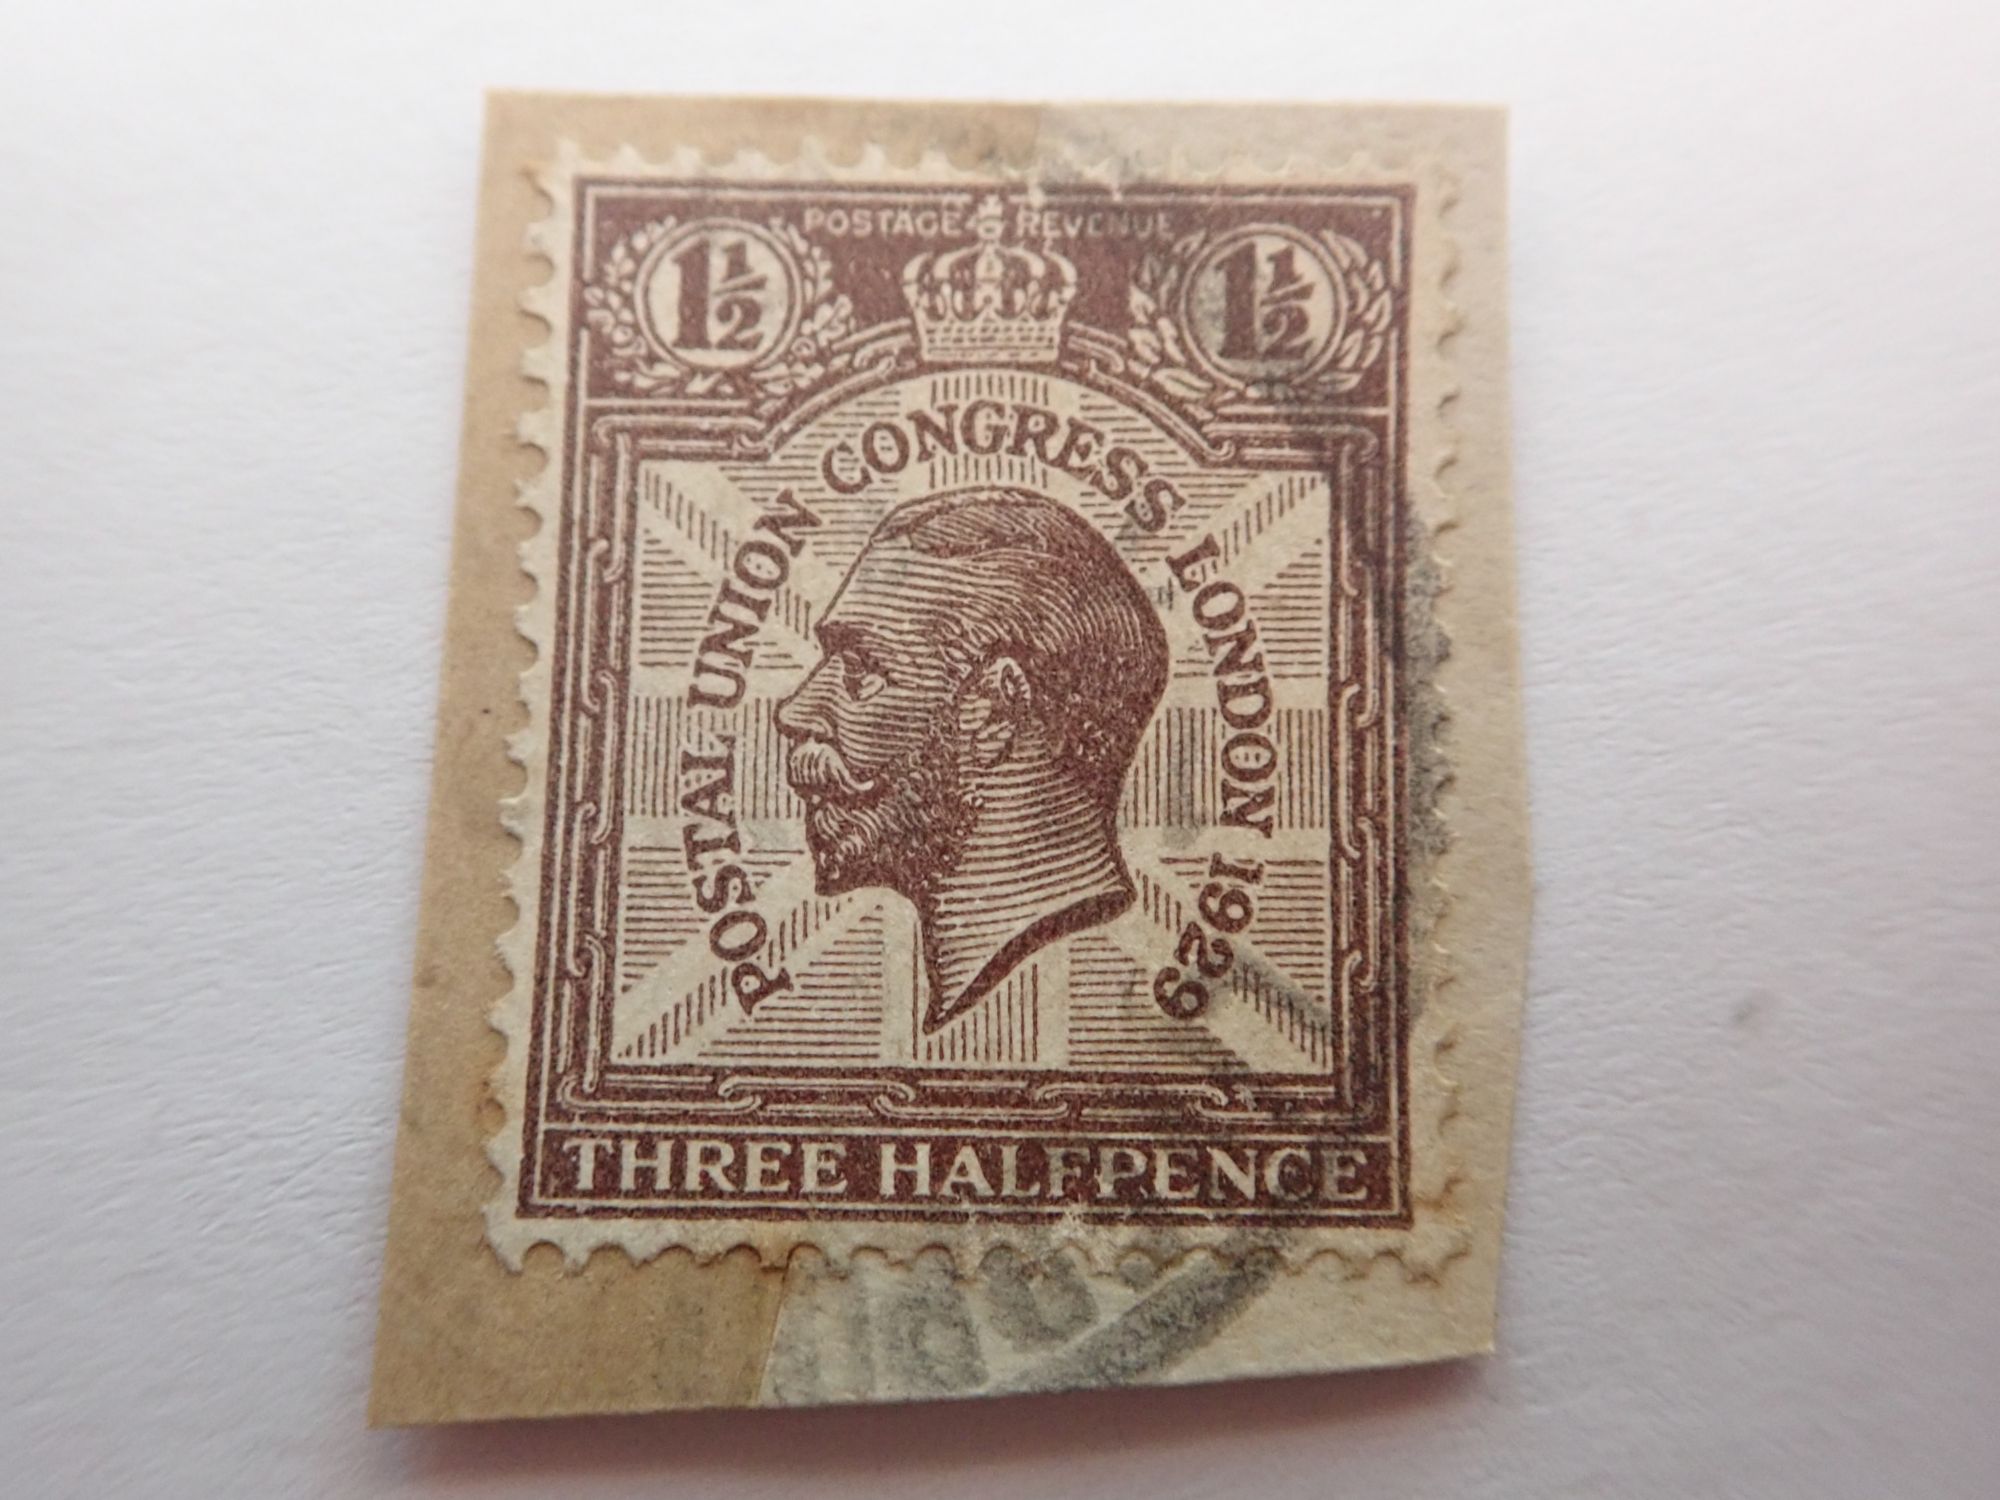 POSTAGE REVENUE
1½ 1½
POSTAL UNION CONGRESS LONDON 1929
THREE HALFPENCE